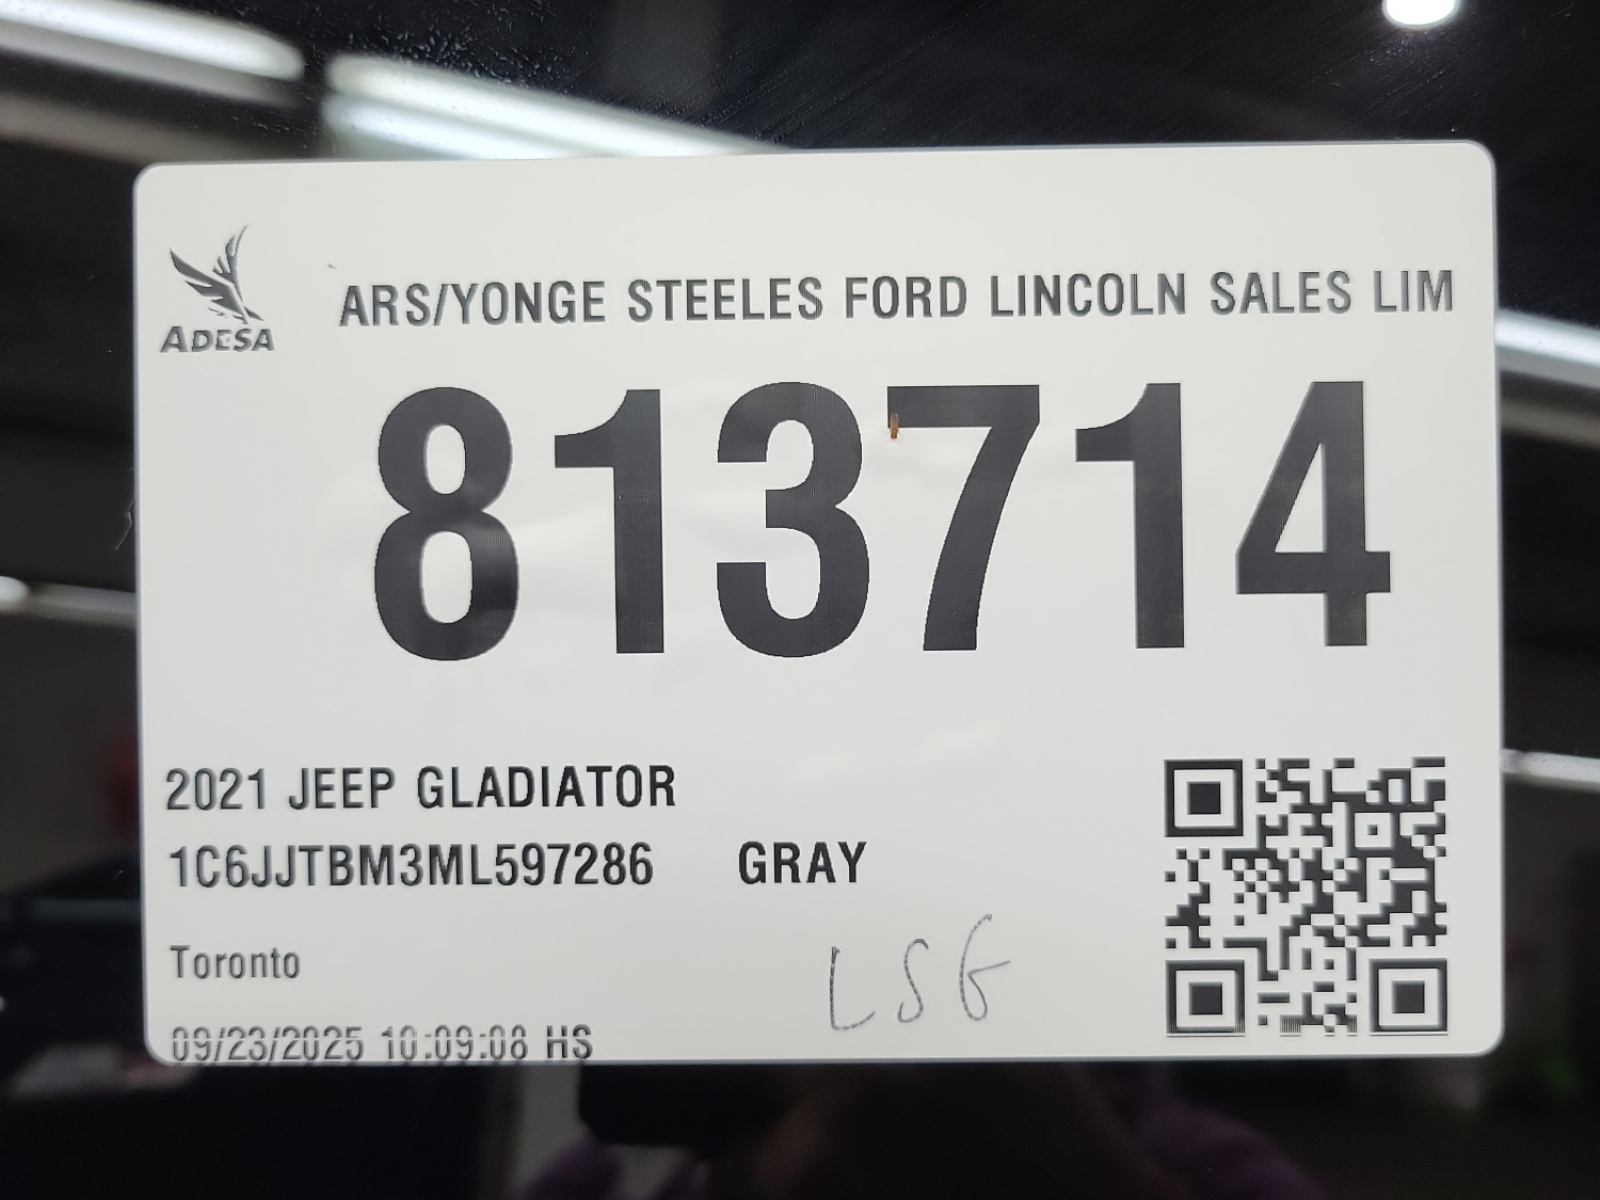 ADESA
ARS/YONGE STEELES FORD LINCOLN SALES LIM
813714
2021 JEEP GLADIATOR
1C6JJTBM3ML597286 GRAY
LSG
Toronto
09/23/2025 10:09:08 HS